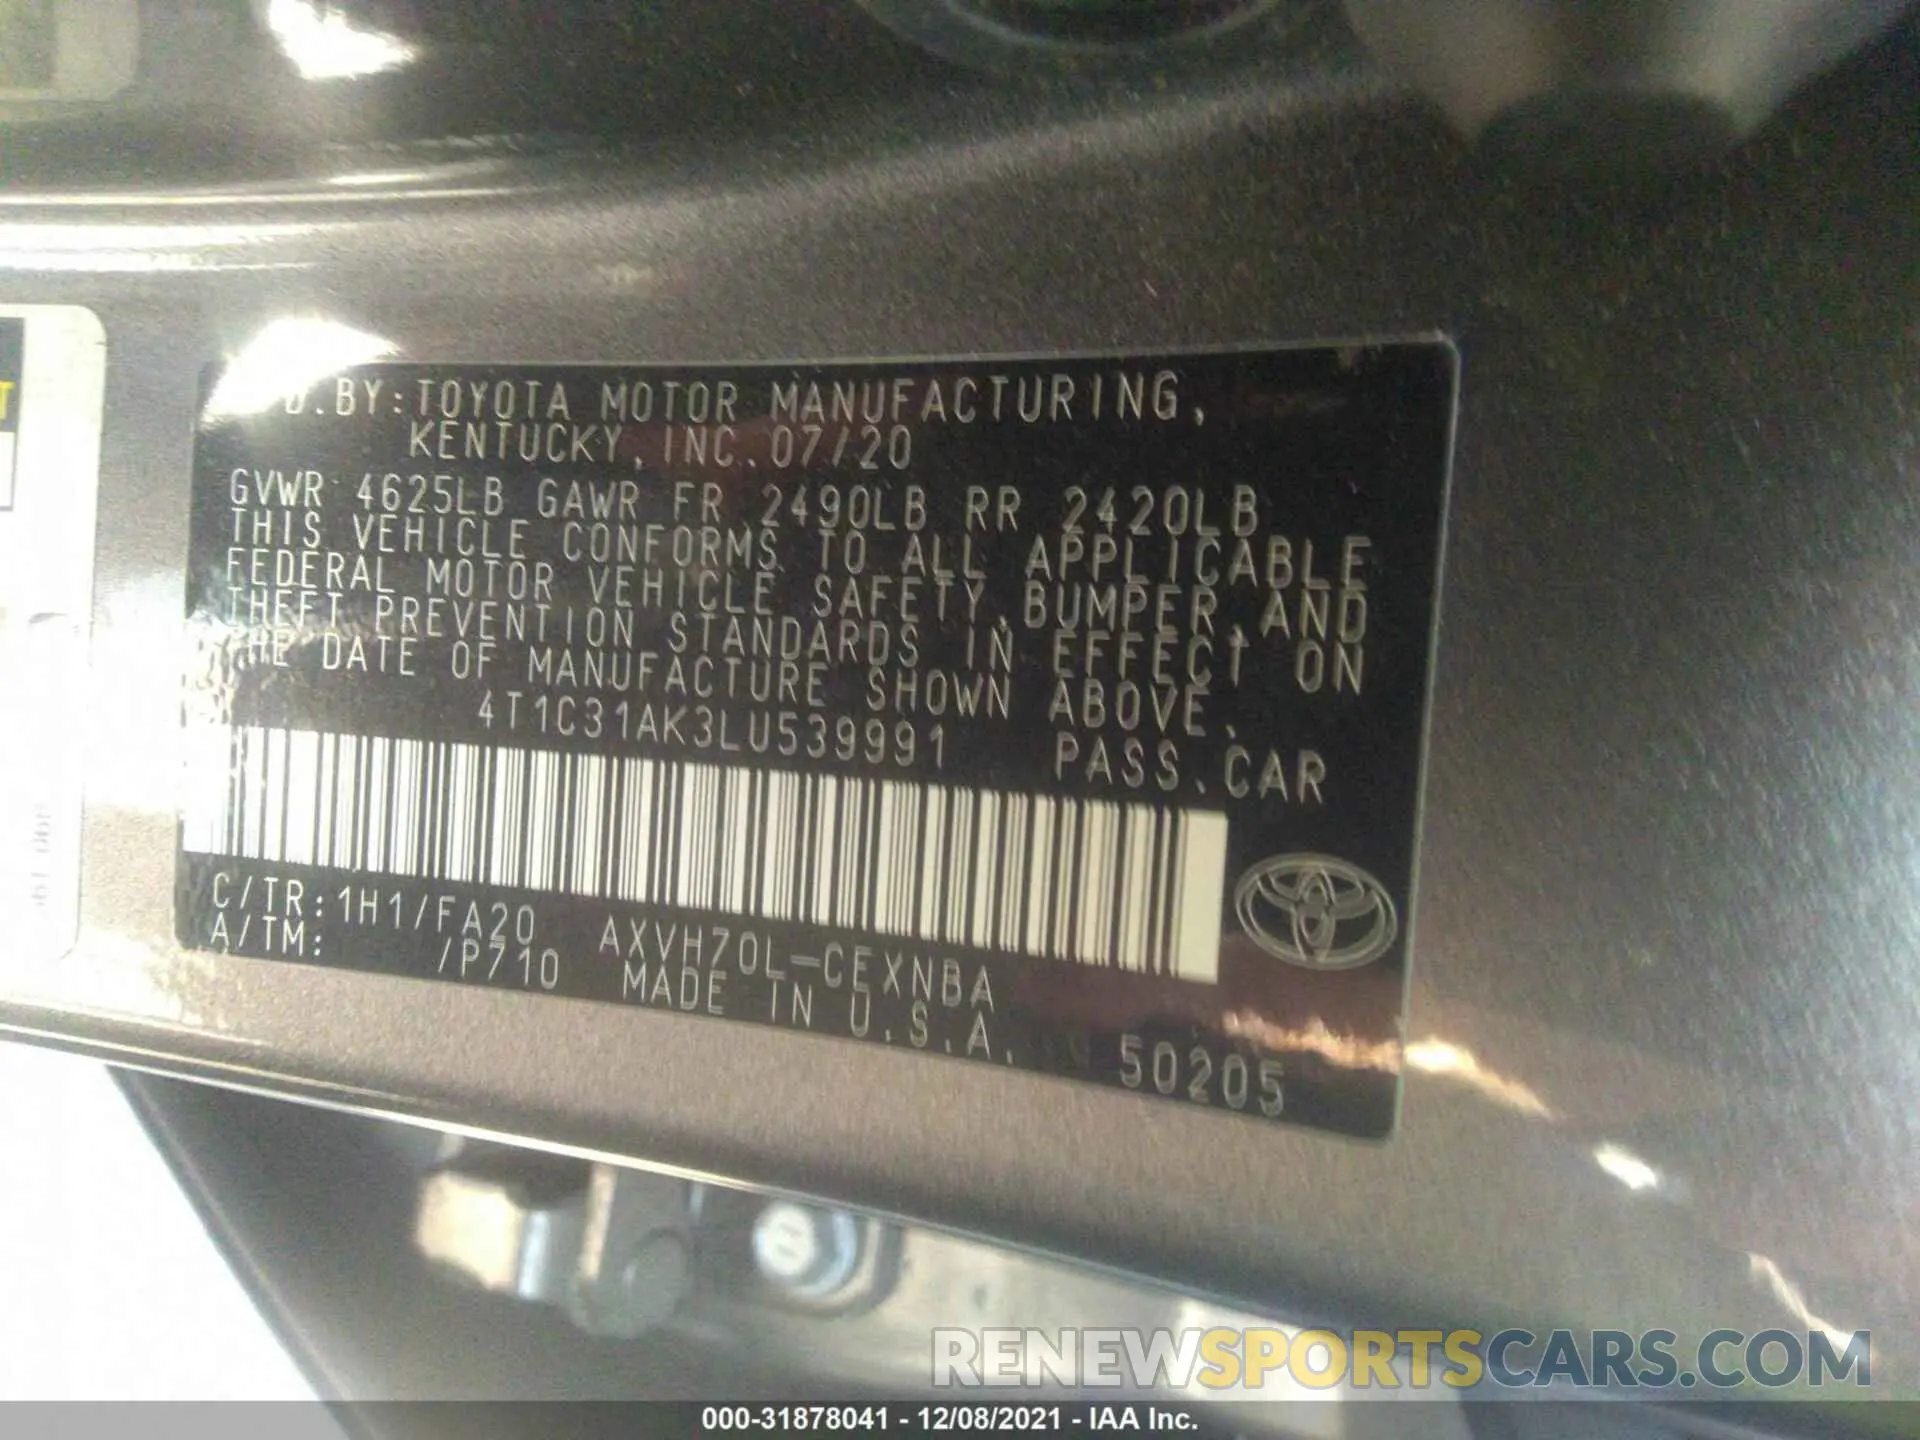 D.BY:TOYOTA MOTOR MANUFACTURING,
KENTUCKY, INC. 07/20
GVWR 4625LB GAWR FR 2490LB RR 2420LB
THIS VEHICLE CONFORMS TO ALL APPLICABLE
FEDERAL MOTOR VEHICLE SAFETY, BUMPER, AND
THEFT PREVENTION STANDARDS IN EFFECT ON
THE DATE OF MANUFACTURE SHOWN ABOVE.
4T1C31AK3LU539991 PASS.CAR
C/TR:1H1/FA20 AXVH70L-CEXNBA
A/TM: /P710 MADE IN U.S.A.
50205
RENEWSPORTSCARS.COM
000-31878041 - 12/08/2021 - IAA Inc.